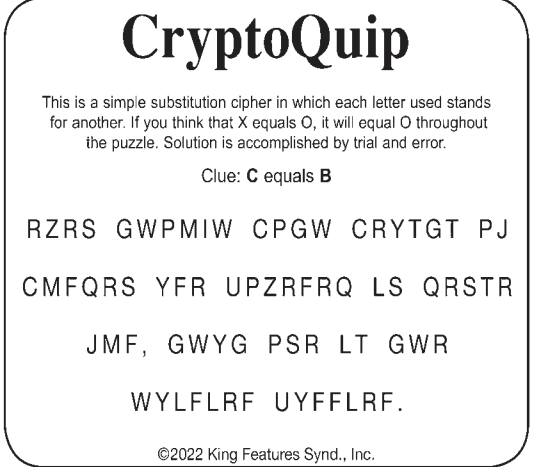 CryptoQuip
This is a simple substitution cipher in which each letter used stands
for another. If you think that X equals O, it will equal O throughout
the puzzle. Solution is accomplished by trial and error.
Clue: C equals B
RZRS GWPMIW CPGW CRYTGT PJ
CMFQRS YFR UPZRFRQ LS QRSTR
JMF, GWYG PSR LT GWR
WYLFLRF UYFFLRF.
©2022 King Features Synd., Inc.